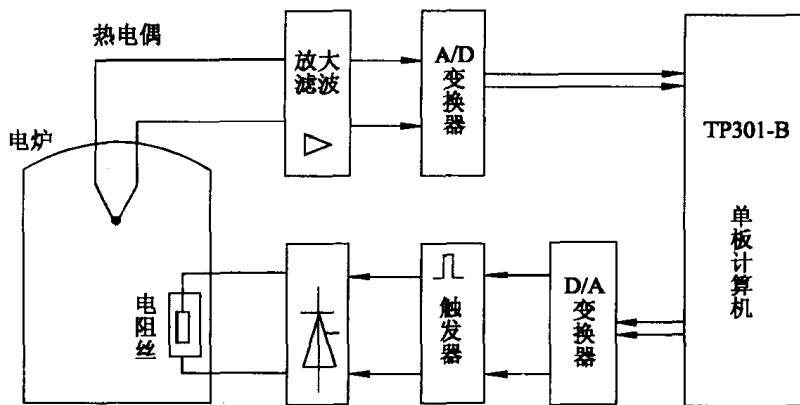 热电偶
放大
滤波
A/D
变换器
TP301-B
单板计算机
电炉
电阻丝
触发器
D/A
变换器